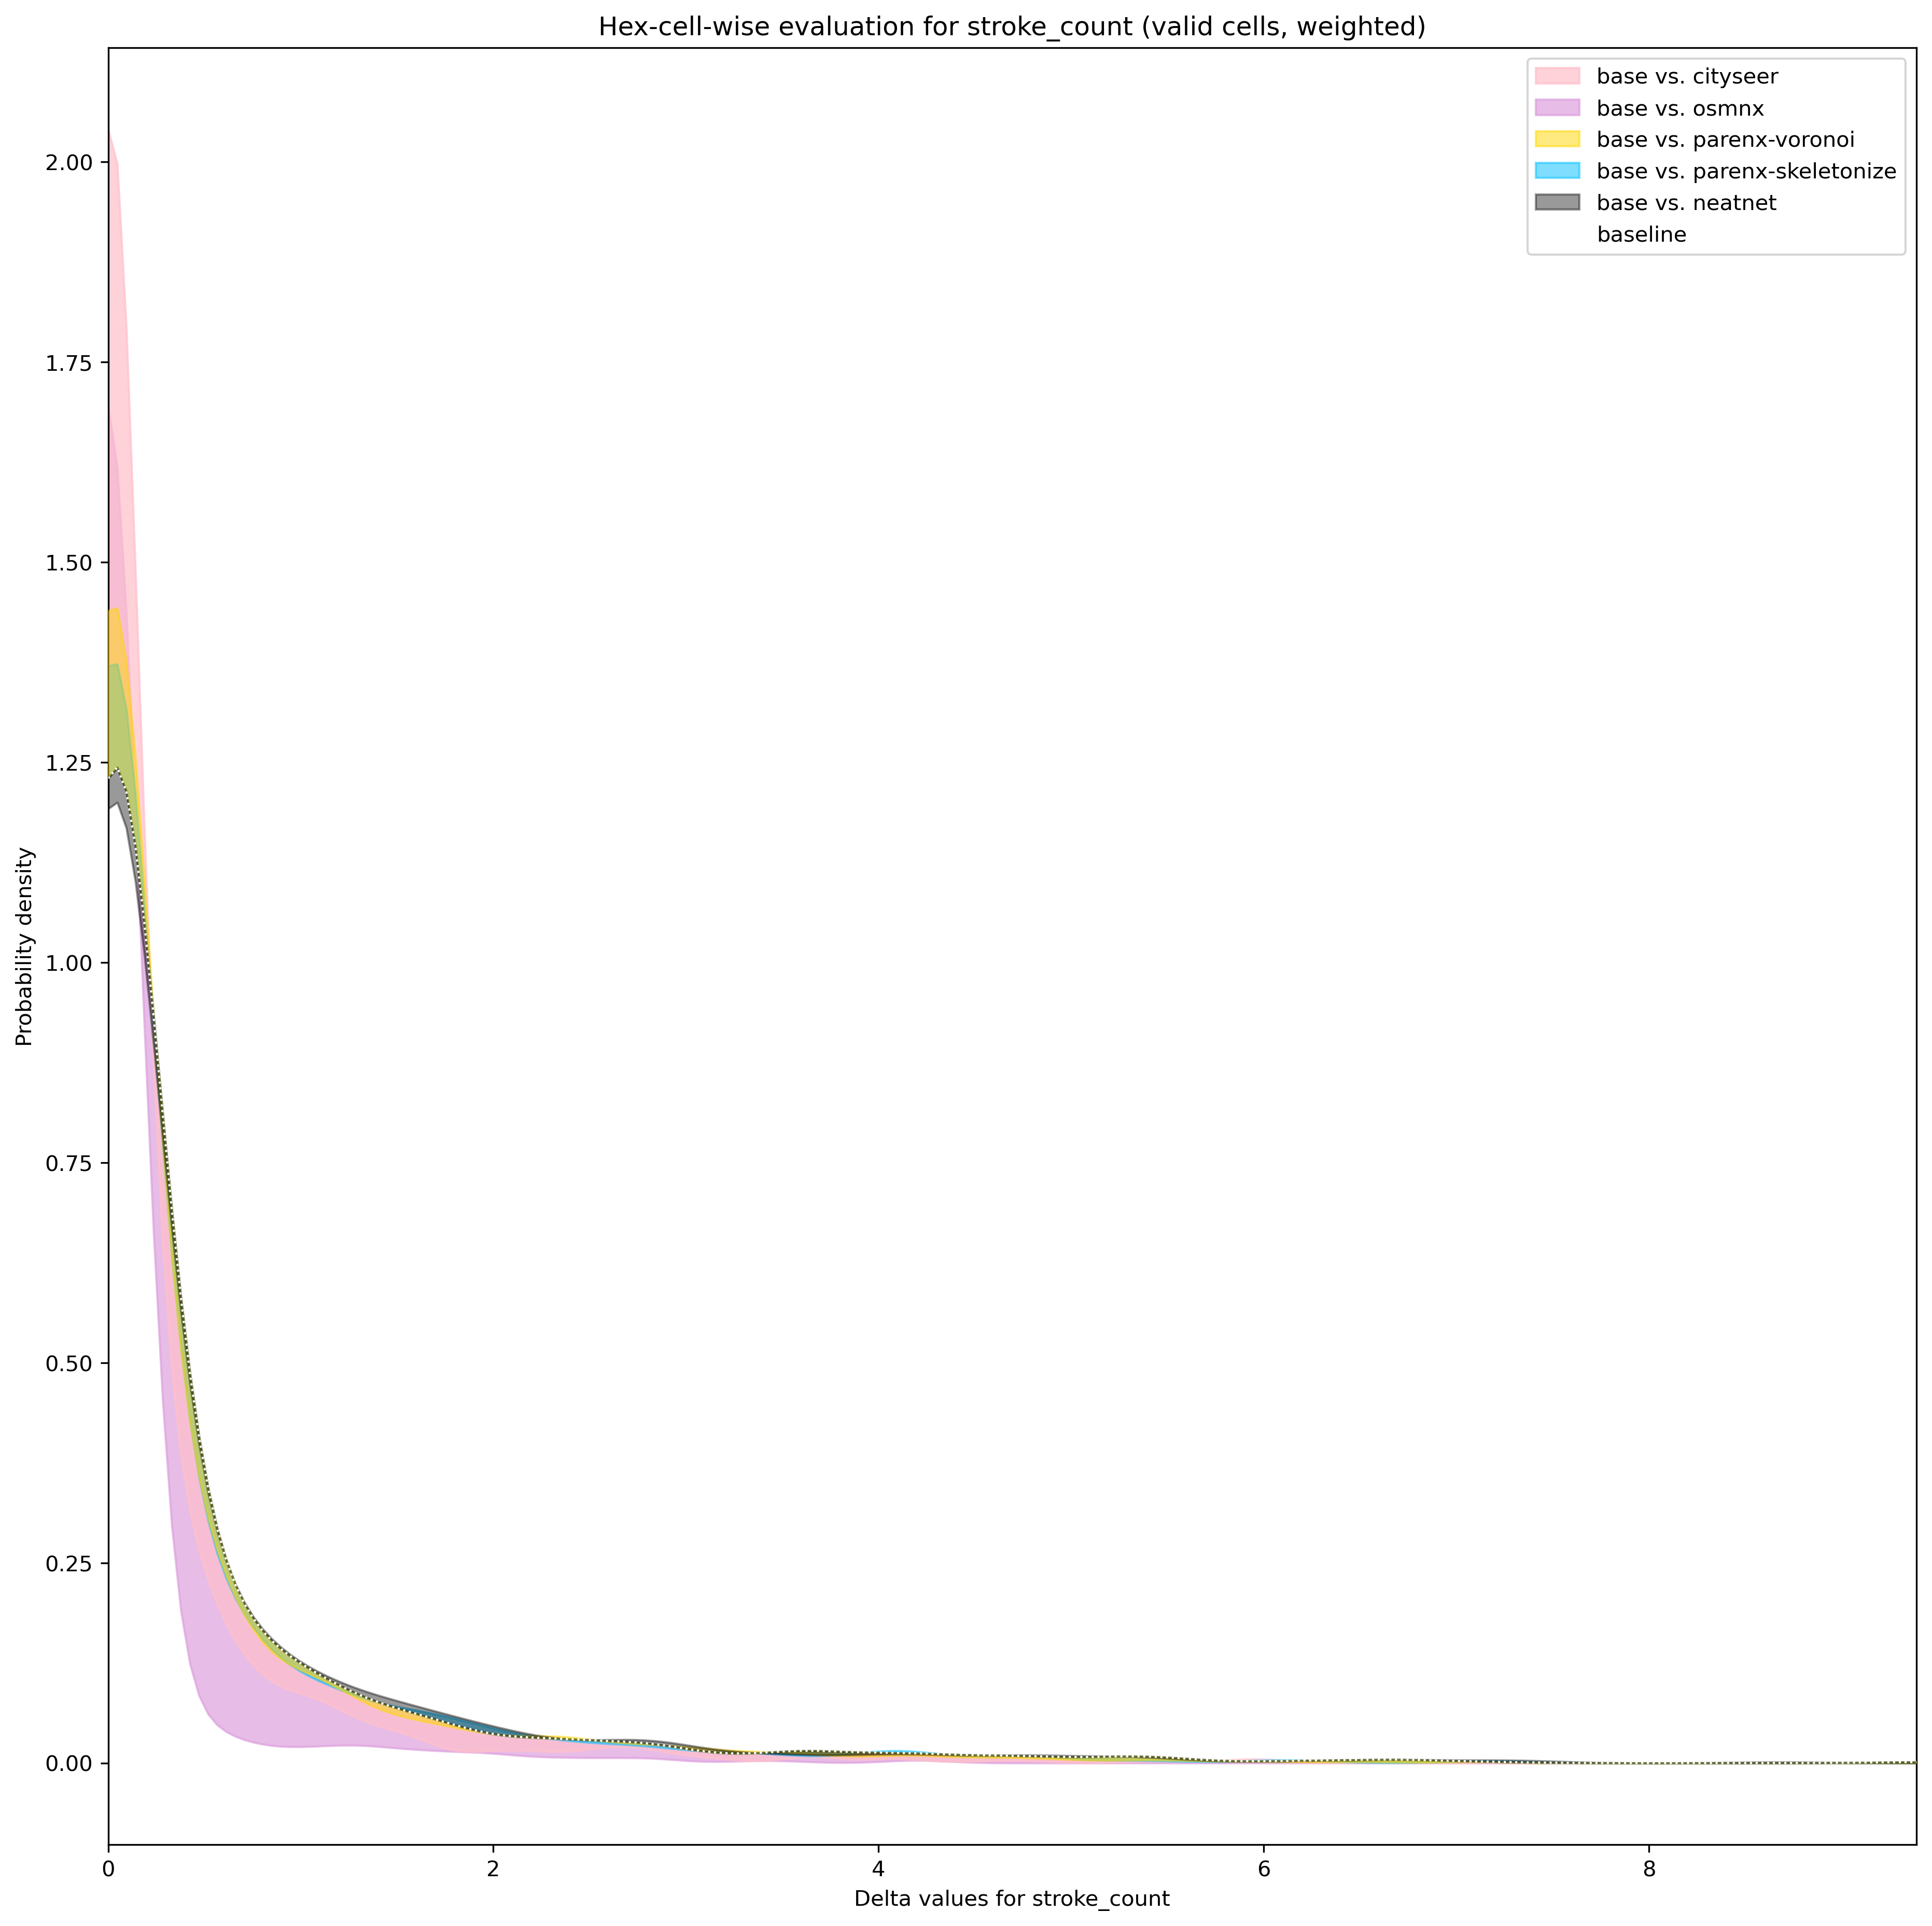 Hex-cell-wise evaluation for stroke_count (valid cells, weighted)
base vs. cityseer
base vs. osmnx
base vs. parenx-voronoi
base vs. parenx-skeletonize
base vs. neatnet
baseline
2.00
1.75
1.50
1.25
1.00
0.75
0.50
0.25
0.00
Probability density
0 2 4 6 8
Delta values for stroke_count